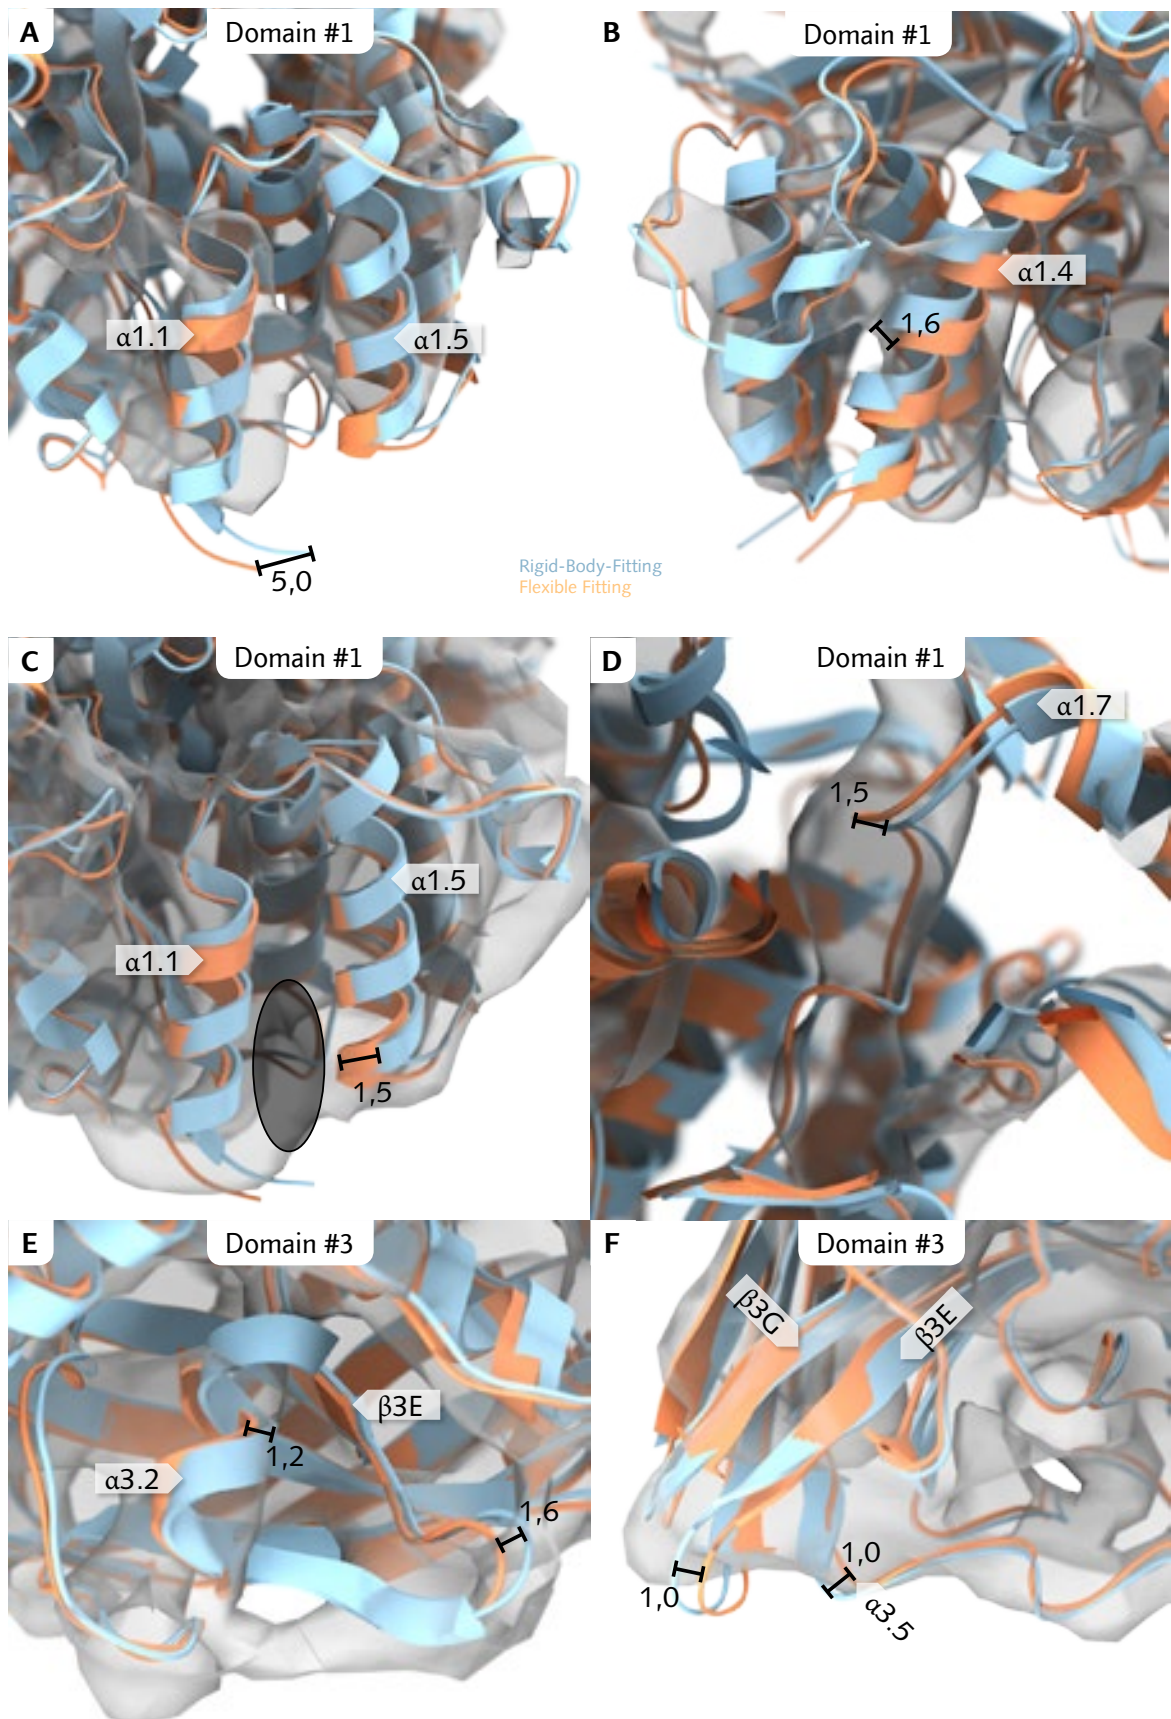 A
Domain #1
α1.1
α1.5
5,0
B
Domain #1
α1.4
1,6
Rigid-Body-Fitting
Flexible Fitting
C
Domain #1
α1.5
α1.1
1,5
D
Domain #1
α1.7
1,5
E
Domain #3
β3E
1,2
α3.2
1,6
F
Domain #3
β3G
β3E
1,0
1,0
α3.5